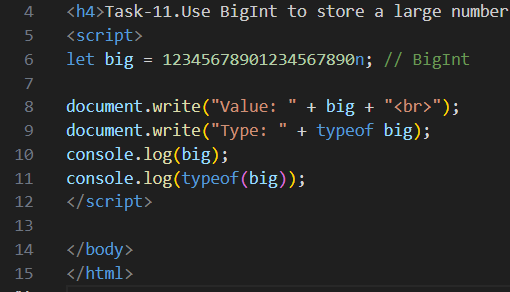 4 <h4>Task-11.Use BigInt to store a large number
5 <script>
6 let big = 12345678901234567890n; // BigInt
7
8 document.write("Value: " + big + "<br>");
9 document.write("Type: " + typeof big);
10 console.log(big);
11 console.log(typeof(big));
12 </script>
13
14 </body>
15 </html>